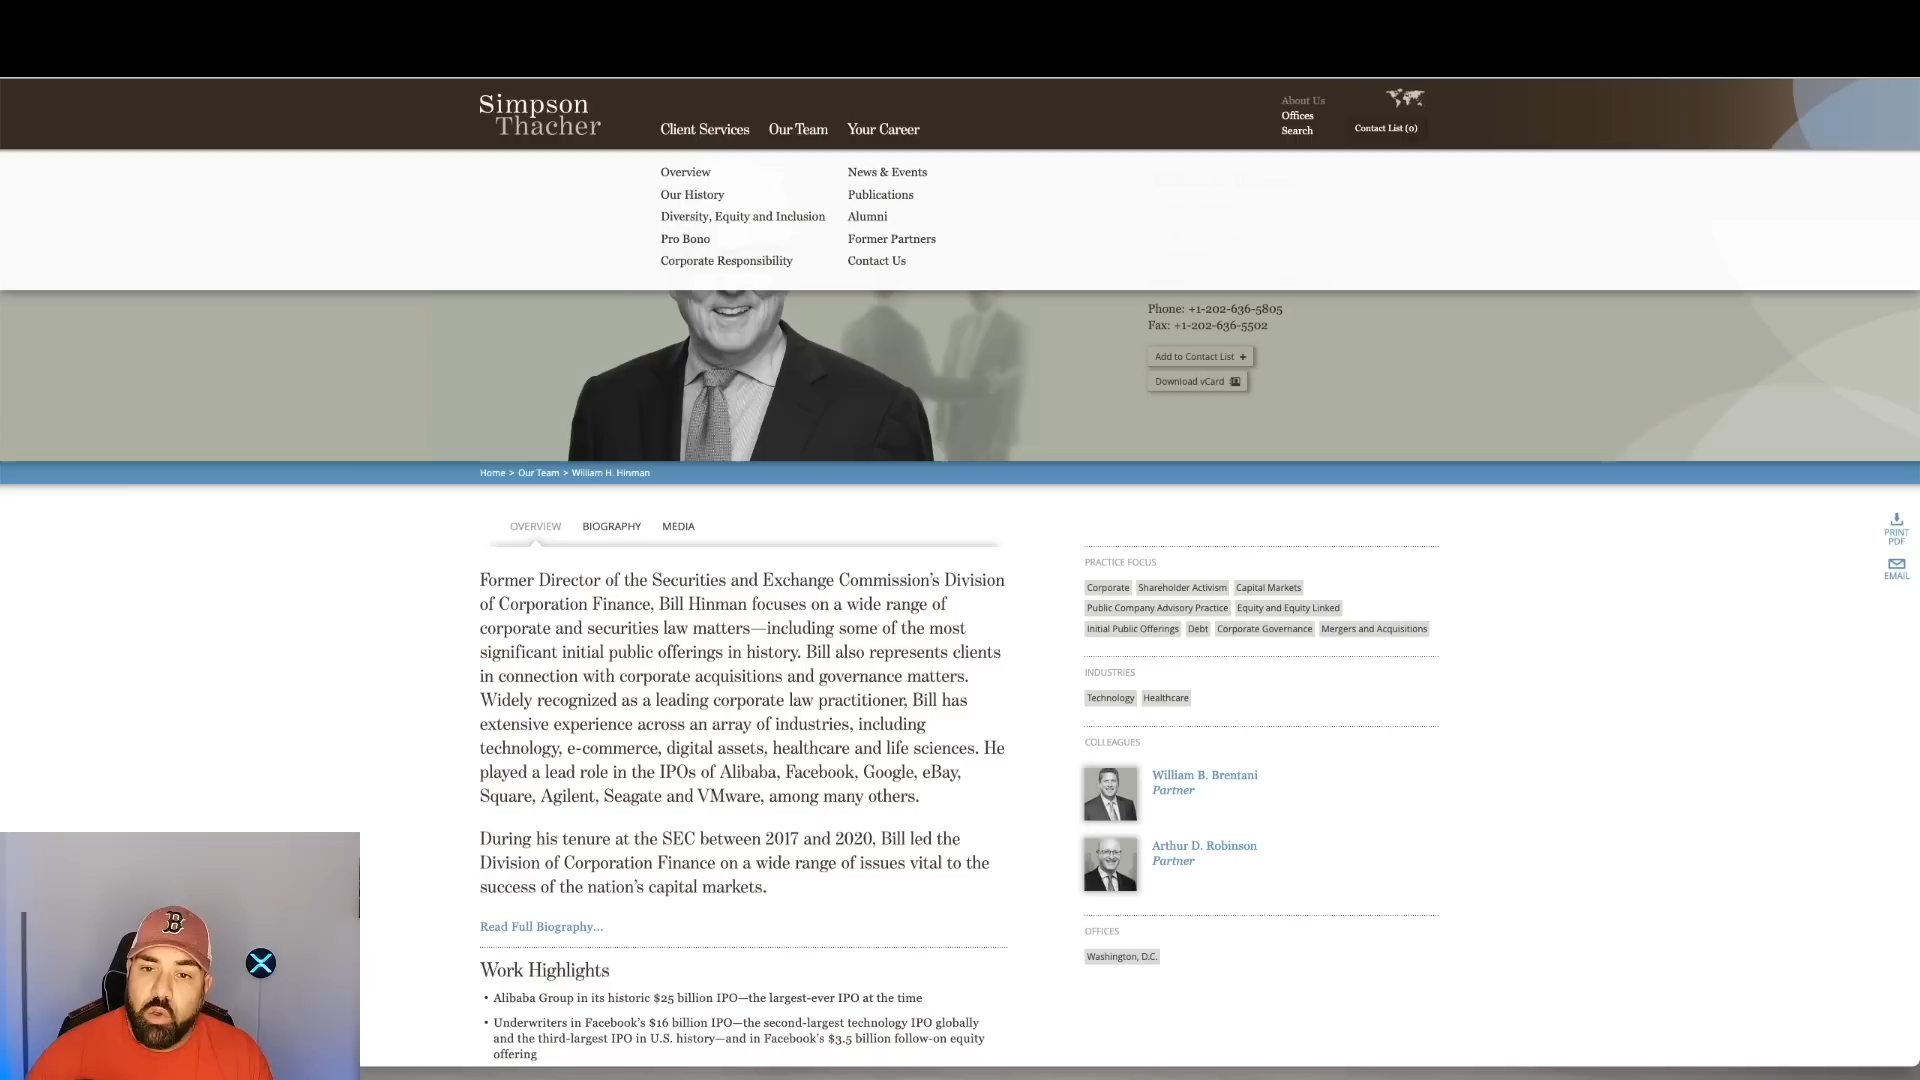 Simpson
Thacher
Client Services
Our Team
Your Career
About Us
Offices
Search
Contact List (0)
Overview
Our History
Diversity, Equity and Inclusion
Pro Bono
Corporate Responsibility
News & Events
Publications
Alumni
Former Partners
Contact Us
Phone: +1-202-636-5805
Fax: +1-202-636-5502
Add to Contact List +
Download vCard
Home > Our Team > William H. Hinman
OVERVIEW BIOGRAPHY MEDIA
Former Director of the Securities and Exchange Commission's Division
of Corporation Finance, Bill Hinman focuses on a wide range of
corporate and securities law matters—including some of the most
significant initial public offerings in history. Bill also represents clients
in connection with corporate acquisitions and governance matters.
Widely recognized as a leading corporate law practitioner, Bill has
extensive experience across an array of industries, including
technology, e-commerce, digital assets, healthcare and life sciences. He
played a lead role in the IPOs of Alibaba, Facebook, Google, eBay,
Square, Agilent, Seagate and VMware, among many others.
During his tenure at the SEC between 2017 and 2020, Bill led the
Division of Corporation Finance on a wide range of issues vital to the
success of the nation's capital markets.
Read Full Biography...
Work Highlights
• Alibaba Group in its historic $25 billion IPO—the largest-ever IPO at the time
• Underwriters in Facebook's $16 billion IPO—the second-largest technology IPO globally
and the third-largest IPO in U.S. history—and in Facebook's $3.5 billion follow-on equity
offering
PRACTICE FOCUS
Corporate Shareholder Activism Capital Markets
Public Company Advisory Practice Equity and Equity Linked
Initial Public Offerings Debt Corporate Governance Mergers and Acquisitions
INDUSTRIES
Technology Healthcare
COLLEAGUES
William B. Brentani
Partner
Arthur D. Robinson
Partner
OFFICES
Washington, D.C.
PRINT
PDF
EMAIL
B